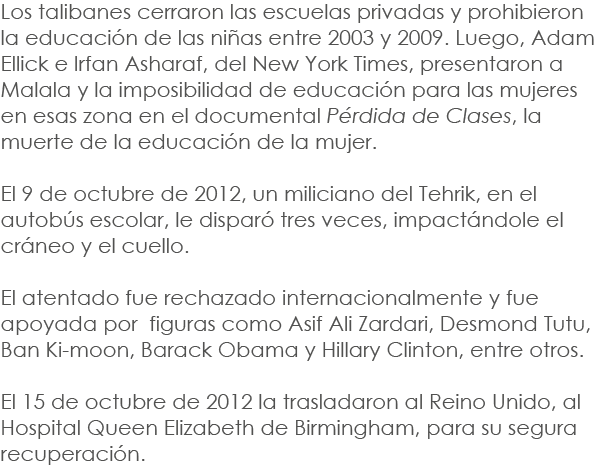 Los talibanes cerraron las escuelas privadas y prohibieron
la educación de las niñas entre 2003 y 2009. Luego, Adam
Ellick e Irfan Asharaf, del New York Times, presentaron a
Malala y la imposibilidad de educación para las mujeres
en esas zona en el documental Pérdida de Clases, la
muerte de la educación de la mujer.

El 9 de octubre de 2012, un miliciano del Tehrik, en el
autobús escolar, le disparó tres veces, impactándole el
cráneo y el cuello.

El atentado fue rechazado internacionalmente y fue
apoyada por  figuras como Asif Ali Zardari, Desmond Tutu,
Ban Ki-moon, Barack Obama y Hillary Clinton, entre otros.

El 15 de octubre de 2012 la trasladaron al Reino Unido, al
Hospital Queen Elizabeth de Birmingham, para su segura
recuperación.